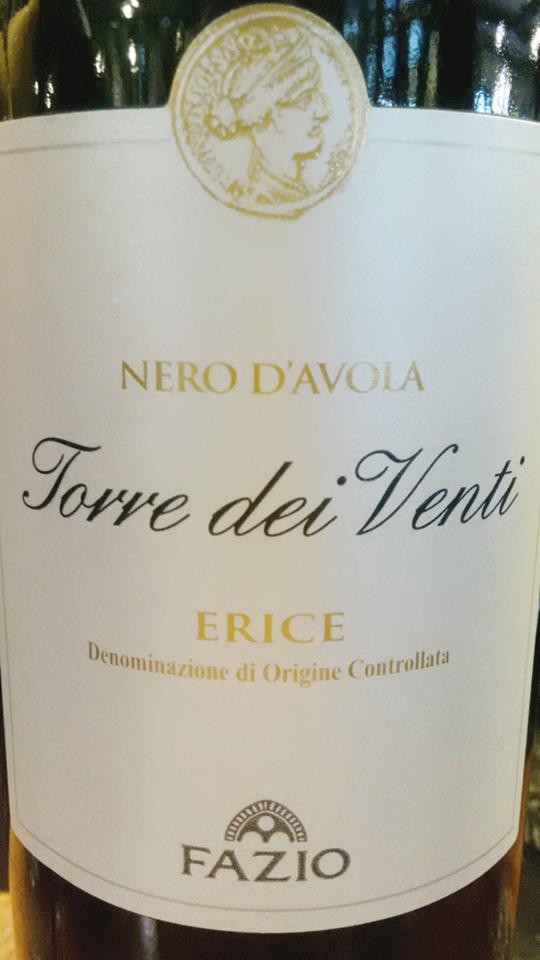 NERO D'AVOLA
Torre dei Venti
ERICE
Denominazione di Origine Controllata
FAZIO